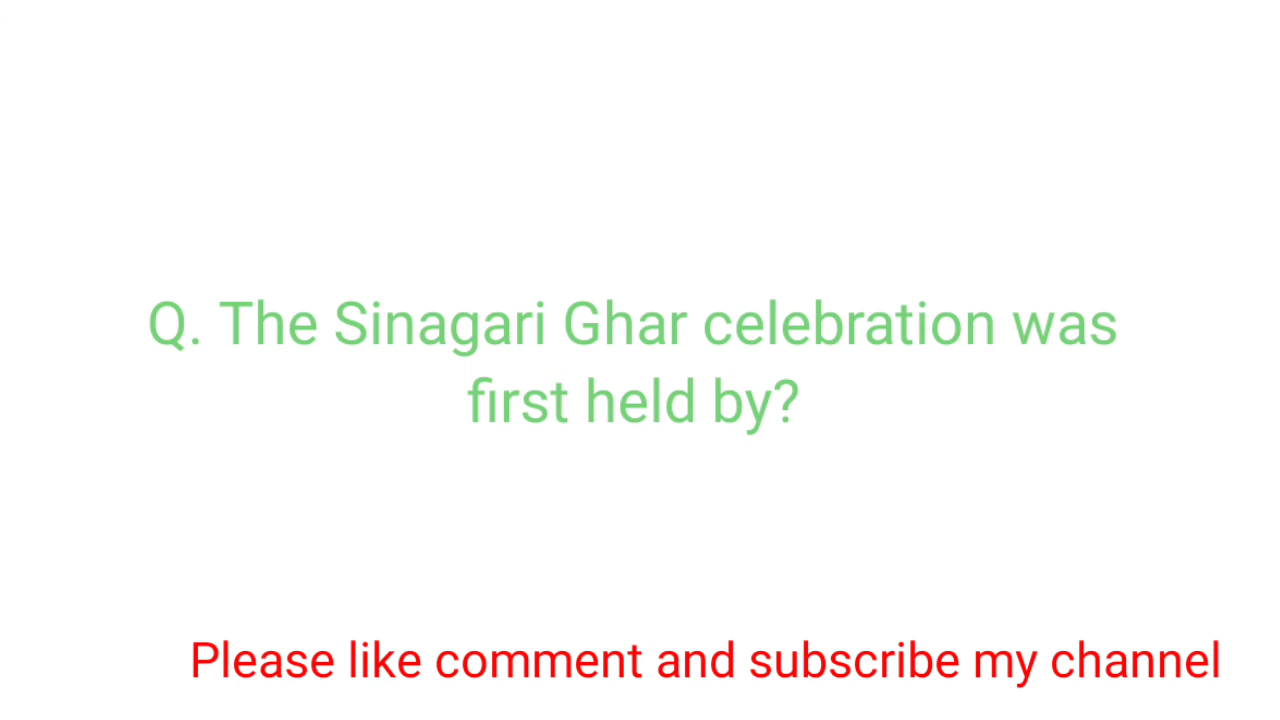 Q. The Sinagari Ghar celebration was
first held by?
Please like comment and subscribe my channel